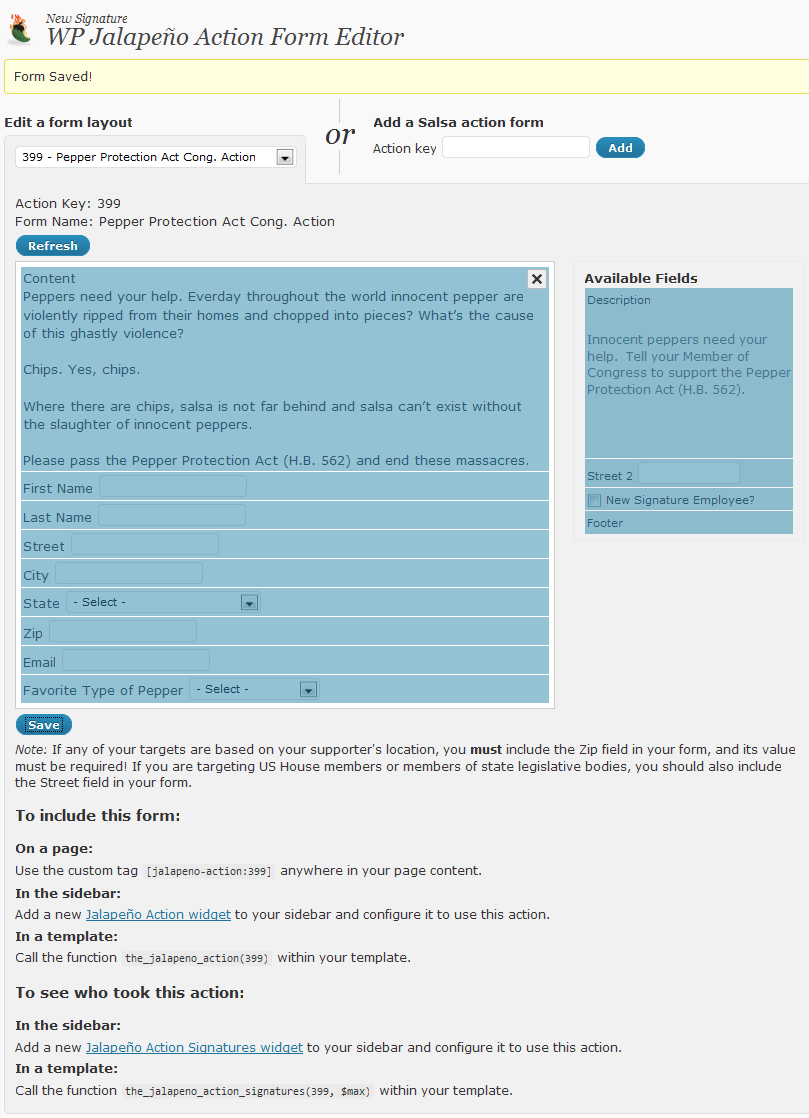 New Signature
WP Jalapeño Action Form Editor
Form Saved!
Edit a form layout
or
Add a Salsa action form
399 - Pepper Protection Act Cong. Action
Action key
Add
Action Key: 399
Form Name: Pepper Protection Act Cong. Action
Refresh
Content
Peppers need your help. Everday throughout the world innocent pepper are
violently ripped from their homes and chopped into pieces? What's the cause
of this ghastly violence?
Chips. Yes, chips.
Where there are chips, salsa is not far behind and salsa can't exist without
the slaughter of innocent peppers.
Please pass the Pepper Protection Act (H.B. 562) and end these massacres.
First Name
Last Name
Street
City
State - Select -
Zip
Email
Favorite Type of Pepper - Select -
Available Fields
Description
Innocent peppers need your
help. Tell your Member of
Congress to support the Pepper
Protection Act (H.B. 562).
Street 2
New Signature Employee?
Footer
Save
Note: If any of your targets are based on your supporter's location, you must include the Zip field in your form, and its value
must be required! If you are targeting US House members or members of state legislative bodies, you should also include
the Street field in your form.
To include this form:
On a page:
Use the custom tag [jalapeno-action:399] anywhere in your page content.
In the sidebar:
Add a new Jalapeño Action widget to your sidebar and configure it to use this action.
In a template:
Call the function the_jalapeno_action(399) within your template.
To see who took this action:
In the sidebar:
Add a new Jalapeño Action Signatures widget to your sidebar and configure it to use this action.
In a template:
Call the function the_jalapeno_action_signatures(399, $max) within your template.